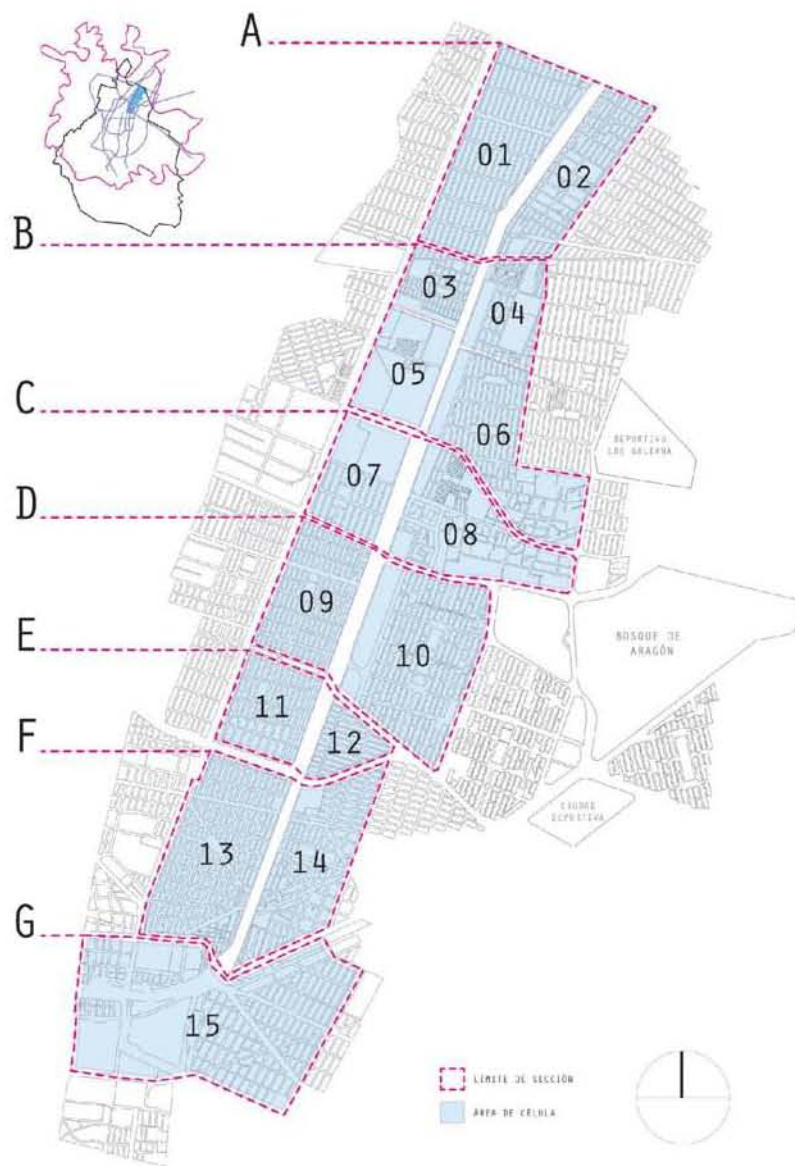 A
01
02
B
03
04
05
C
06
DEPORTIVO
LOS GALEANA
07
D
08
09
E
10
BOSQUE DE
ARAGÓN
11
F
12
CIUDAD
DEPORTIVA
13
14
G
15
LÍMITE DE SECCIÓN
ÁREA DE CÉLULA